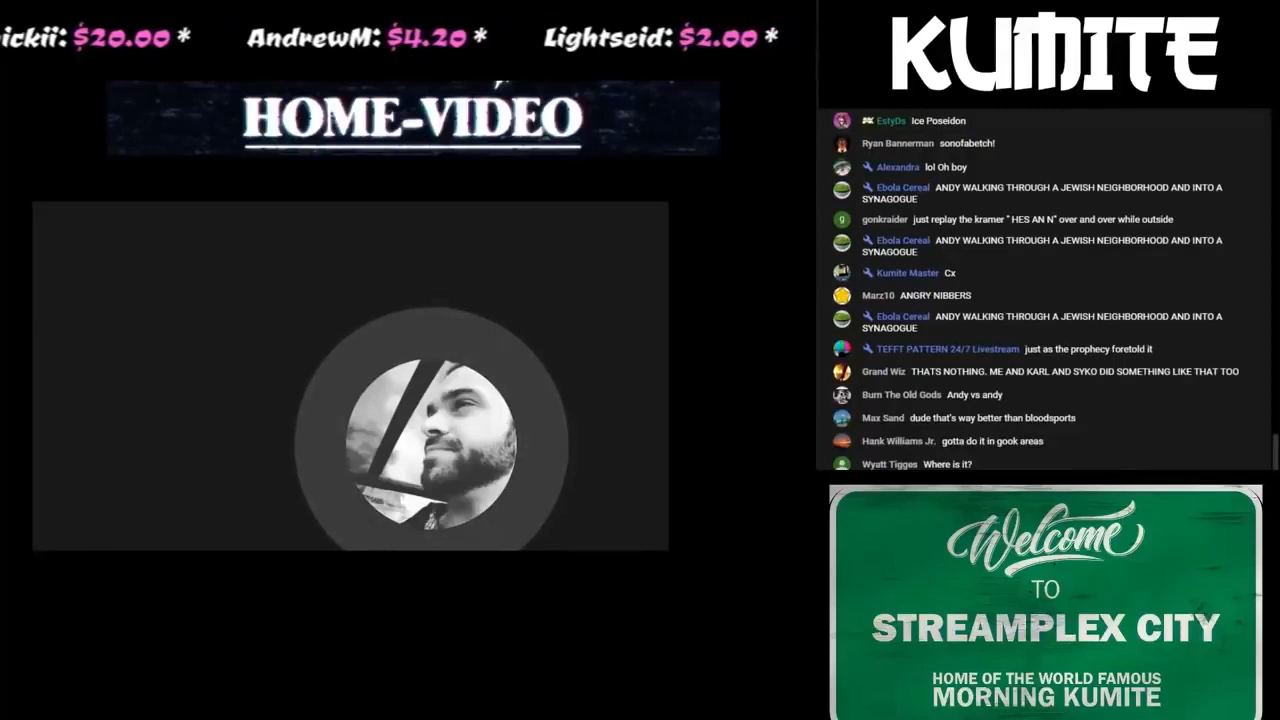 ickii: $20.00 * AndrewM: $4.20 * Lightseid: $2.00 *
HOME-VIDEO
KUMITE
EstyDs Ice Poseidon
Ryan Bannerman sonofabetch!
Alexandra lol Oh boy
Ebola Cereal ANDY WALKING THROUGH A JEWISH NEIGHBORHOOD AND INTO A
SYNAGOGUE
g gonkraider just replay the kramer " HES AN N" over and over while outside
Ebola Cereal ANDY WALKING THROUGH A JEWISH NEIGHBORHOOD AND INTO A
SYNAGOGUE
Kumite Master Cx
Marz10 ANGRY NIBBERS
Ebola Cereal ANDY WALKING THROUGH A JEWISH NEIGHBORHOOD AND INTO A
SYNAGOGUE
TEFFT PATTERN 24/7 Livestream just as the prophecy foretold it
Grand Wiz THATS NOTHING. ME AND KARL AND SYKO DID SOMETHING LIKE THAT TOO
Burn The Old Gods Andy vs andy
Max Sand dude that's way better than bloodsports
Hank Williams Jr. gotta do it in gook areas
Wyatt Tigges Where is it?
Welcome
TO
STREAMPLEX CITY
HOME OF THE WORLD FAMOUS
MORNING KUMITE